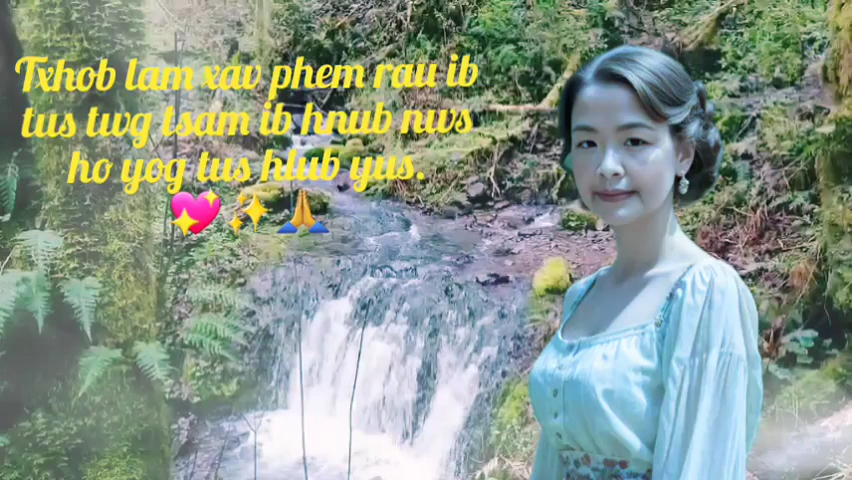 Txhob lam xav phem rau ib
tus twg tsam ib hnub nws
ho yog tus hlub yus.
💖✨🙏